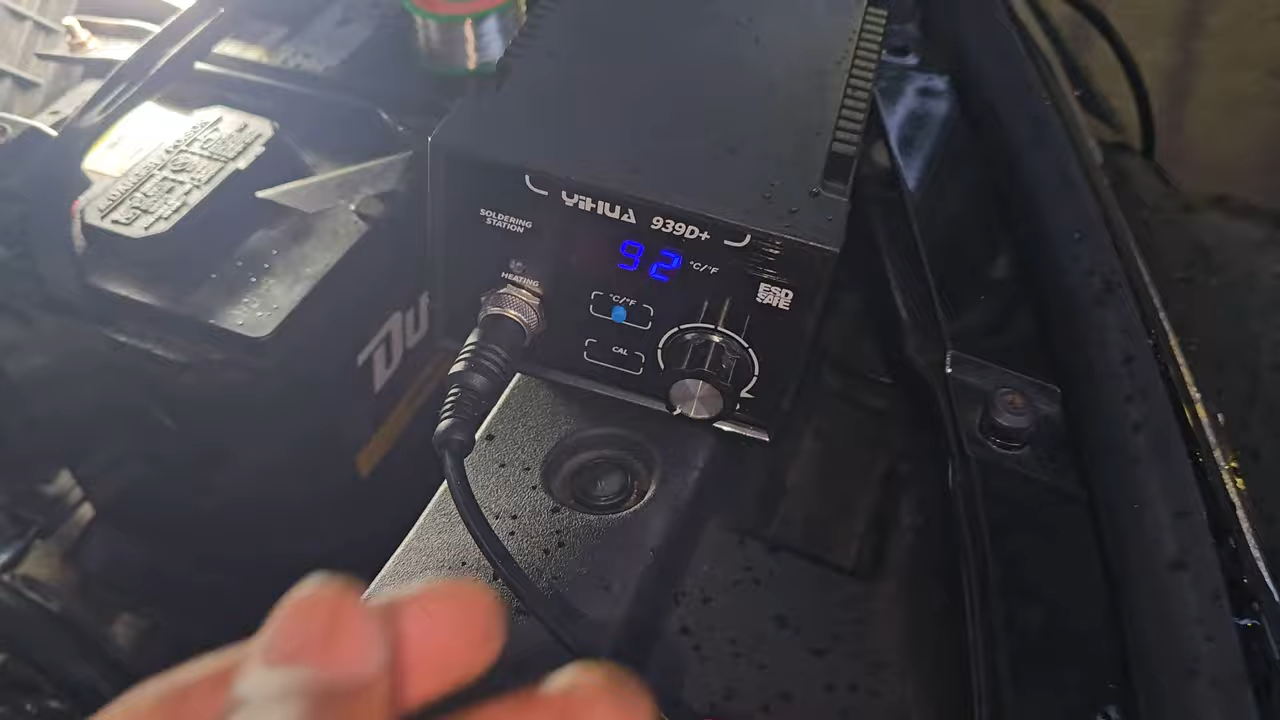 YIHUA 939D+
SOLDERING
STATION
92 °C/°F
HEATING
°C/°F
ESD
SAFE
CAL
Du